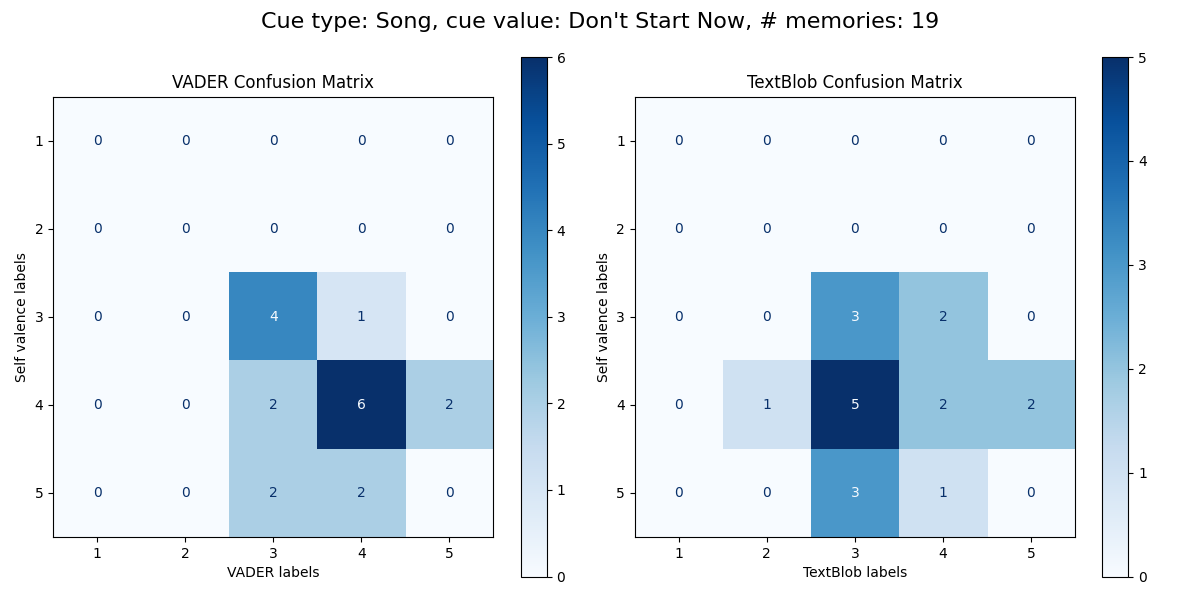 Cue type: Song, cue value: Don't Start Now, # memories: 19
VADER Confusion Matrix
Self valence labels
1 0 0 0 0 0
2 0 0 0 0 0
3 0 0 4 1 0
4 0 0 2 6 2
5 0 0 2 2 0
1 2 3 4 5
VADER labels
6
5
4
3
2
1
0
TextBlob Confusion Matrix
Self valence labels
1 0 0 0 0 0
2 0 0 0 0 0
3 0 0 3 2 0
4 0 1 5 2 2
5 0 0 3 1 0
1 2 3 4 5
TextBlob labels
5
4
3
2
1
0